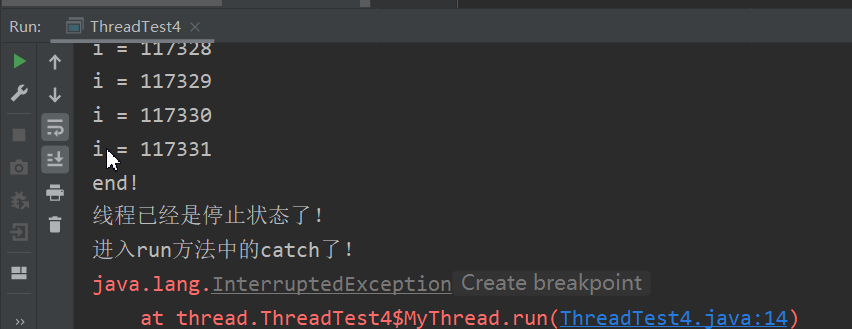 Run: ThreadTest4 ×
i = 117328
i = 117329
i = 117330
i = 117331
end!
线程已经是停止状态了！
进入run方法中的catch了！
java.lang.InterruptedException Create breakpoint
at thread.ThreadTest4$MyThread.run(ThreadTest4.java:14)